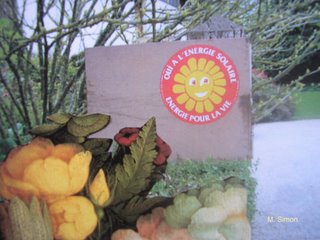 OUI A L'ENERGIE SOLAIRE
ENERGIE POUR LA VIE
M. Simon